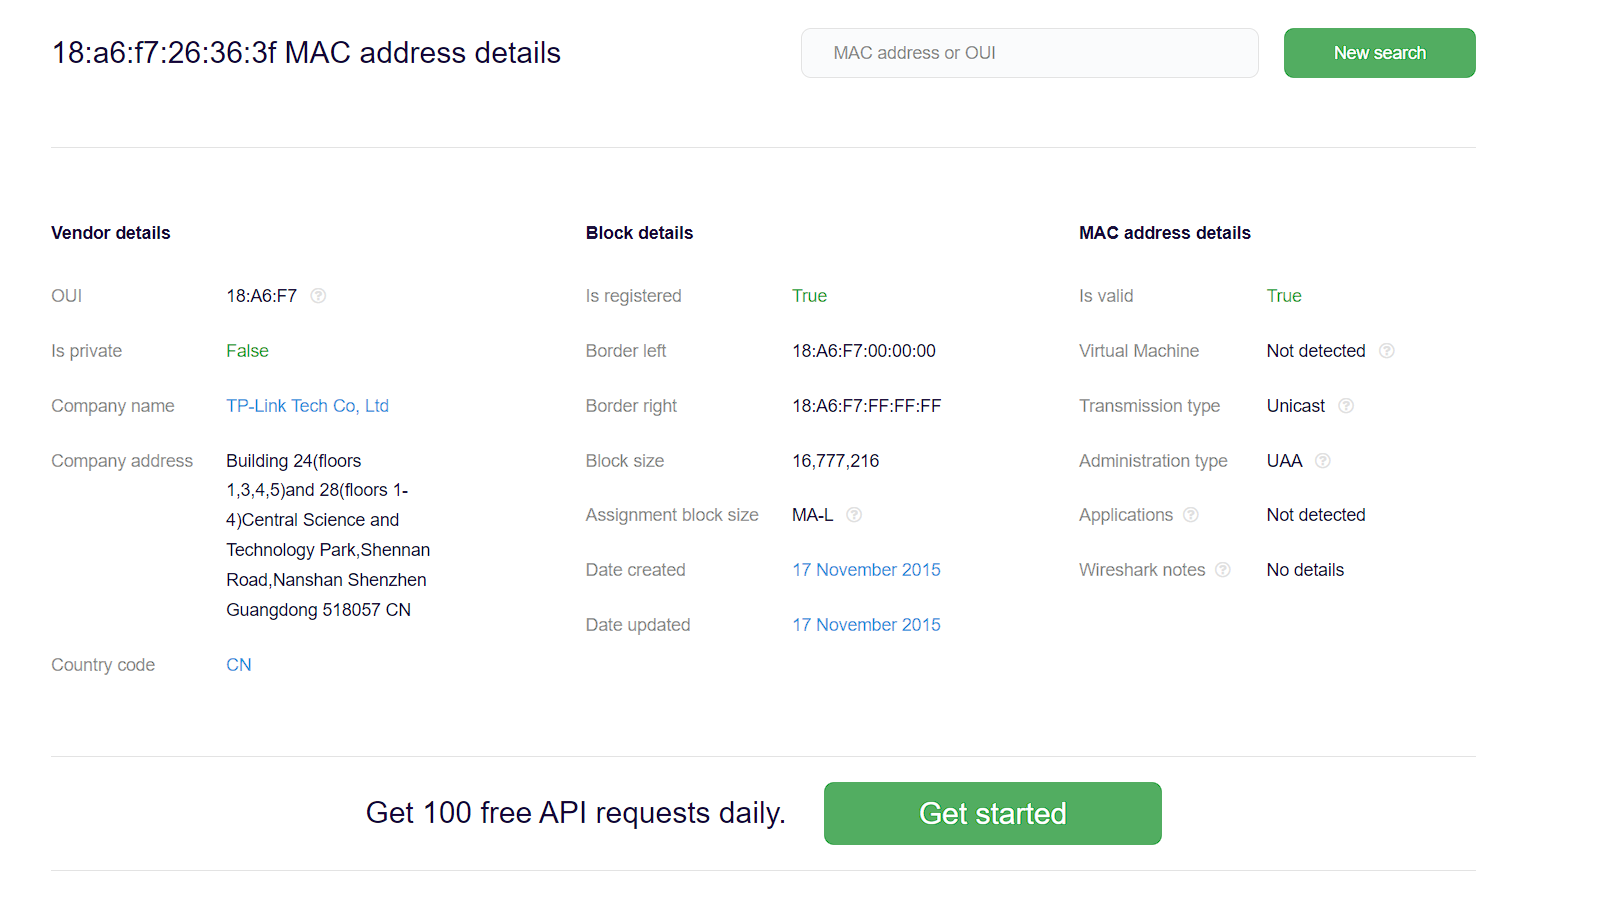 18:a6:f7:26:36:3f MAC address details
MAC address or OUI
New search
Vendor details
OUI 18:A6:F7
Is private False
Company name TP-Link Tech Co, Ltd
Company address Building 24(floors
1,3,4,5)and 28(floors 1-
4)Central Science and
Technology Park,Shennan
Road,Nanshan Shenzhen
Guangdong 518057 CN
Country code CN
Block details
Is registered True
Border left 18:A6:F7:00:00:00
Border right 18:A6:F7:FF:FF:FF
Block size 16,777,216
Assignment block size MA-L
Date created 17 November 2015
Date updated 17 November 2015
MAC address details
Is valid True
Virtual Machine Not detected
Transmission type Unicast
Administration type UAA
Applications Not detected
Wireshark notes No details
Get 100 free API requests daily.
Get started